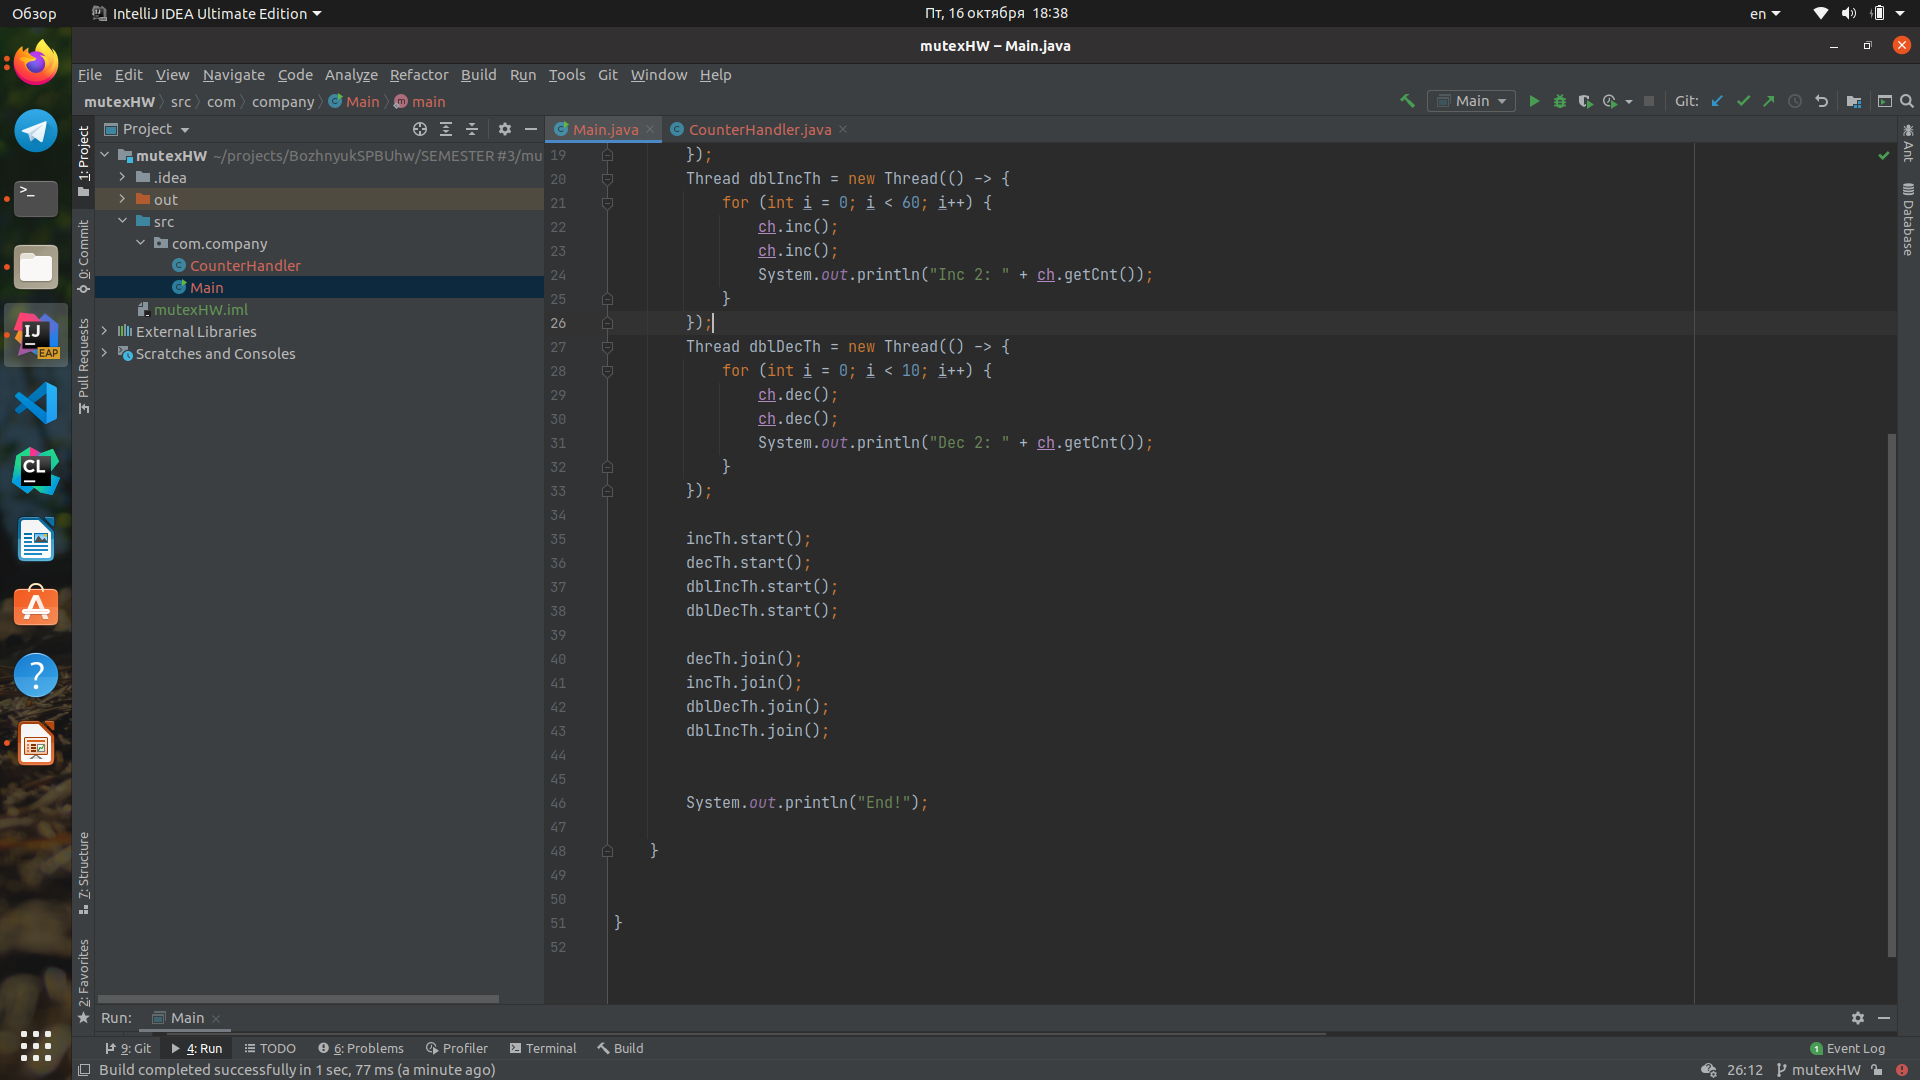 Обзор
IntelliJ IDEA Ultimate Edition
Пт, 16 октября 18:38
en
mutexHW – Main.java
File Edit View Navigate Code Analyze Refactor Build Run Tools Git Window Help
mutexHW src com company Main main
Main
Git:
1: Project
0: Commit
Pull Requests
7: Structure
2: Favorites
Project
mutexHW ~/projects/BozhnyukSPBUhw/SEMESTER #3/mu
.idea
out
src
com.company
CounterHandler
Main
mutexHW.iml
External Libraries
Scratches and Consoles
Main.java
CounterHandler.java
19 });
20 Thread dblIncTh = new Thread(() -> {
21 for (int i = 0; i < 60; i++) {
22 ch.inc();
23 ch.inc();
24 System.out.println("Inc 2: " + ch.getCnt());
25 }
26 });
27 Thread dblDecTh = new Thread(() -> {
28 for (int i = 0; i < 10; i++) {
29 ch.dec();
30 ch.dec();
31 System.out.println("Dec 2: " + ch.getCnt());
32 }
33 });
34
35 incTh.start();
36 decTh.start();
37 dblIncTh.start();
38 dblDecTh.start();
39
40 decTh.join();
41 incTh.join();
42 dblDecTh.join();
43 dblIncTh.join();
44
45
46 System.out.println("End!");
47
48 }
49
50
51 }
52
Ant
Database
IJ
EAP
CL
Run: Main
9: Git 4: Run TODO 6: Problems Profiler Terminal Build
1 Event Log
Build completed successfully in 1 sec, 77 ms (a minute ago)
26:12 mutexHW